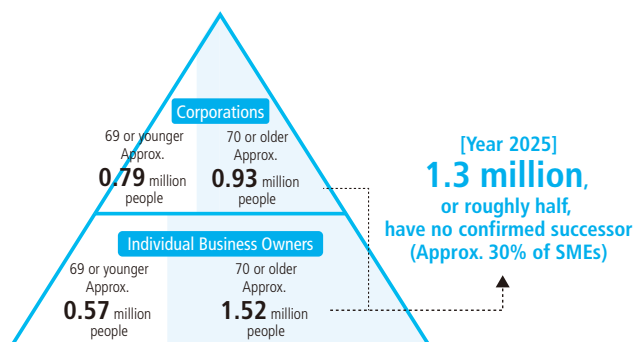 Corporations
69 or younger
Approx.
0.79 million
people
70 or older
Approx.
0.93 million
people
Individual Business Owners
69 or younger
Approx.
0.57 million
people
70 or older
Approx.
1.52 million
people
[Year 2025]
1.3 million,
or roughly half,
have no confirmed successor
(Approx. 30% of SMEs)